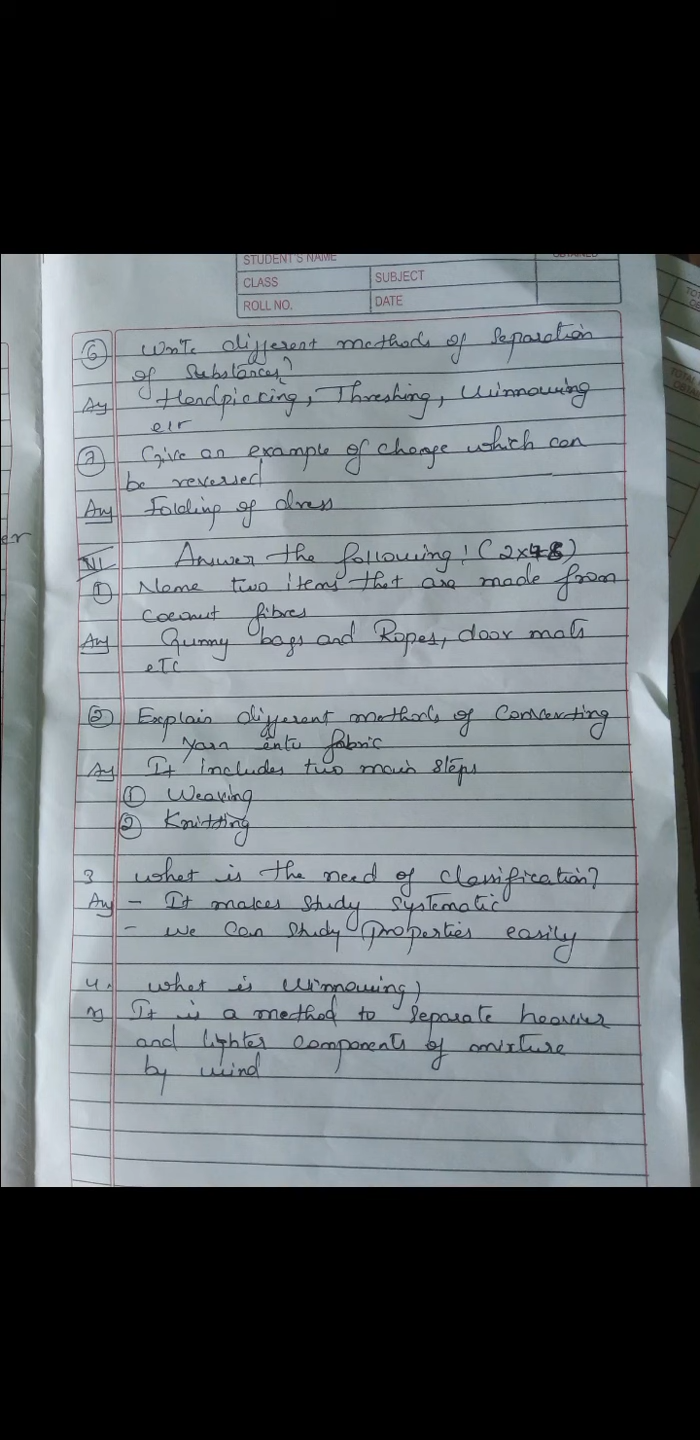 STUDENT'S NAME
CLASS SUBJECT
ROLL NO. DATE
6 Write different methods of Separation
of Substances?
Ans Handpicking, Threshing, Winnowing
etc
7 Give an example of change which can
be reversed
Ans Folding of dress
VI Answer the following! (2x4=8)
1 Name two items that are made from
Coconut fibres
Ans Gunny bags and Ropes, door mats
eTC
2 Explain different methods of Converting
yarn into fabric
Ans It includes two main steps
1 Weaving
2 Knitting
3 What is the need of classification?
Ans - It makes study systematic
- We can study properties easily
4. What is Winnowing?
It is a method to separate heavier
and lighter components of mixture
by wind